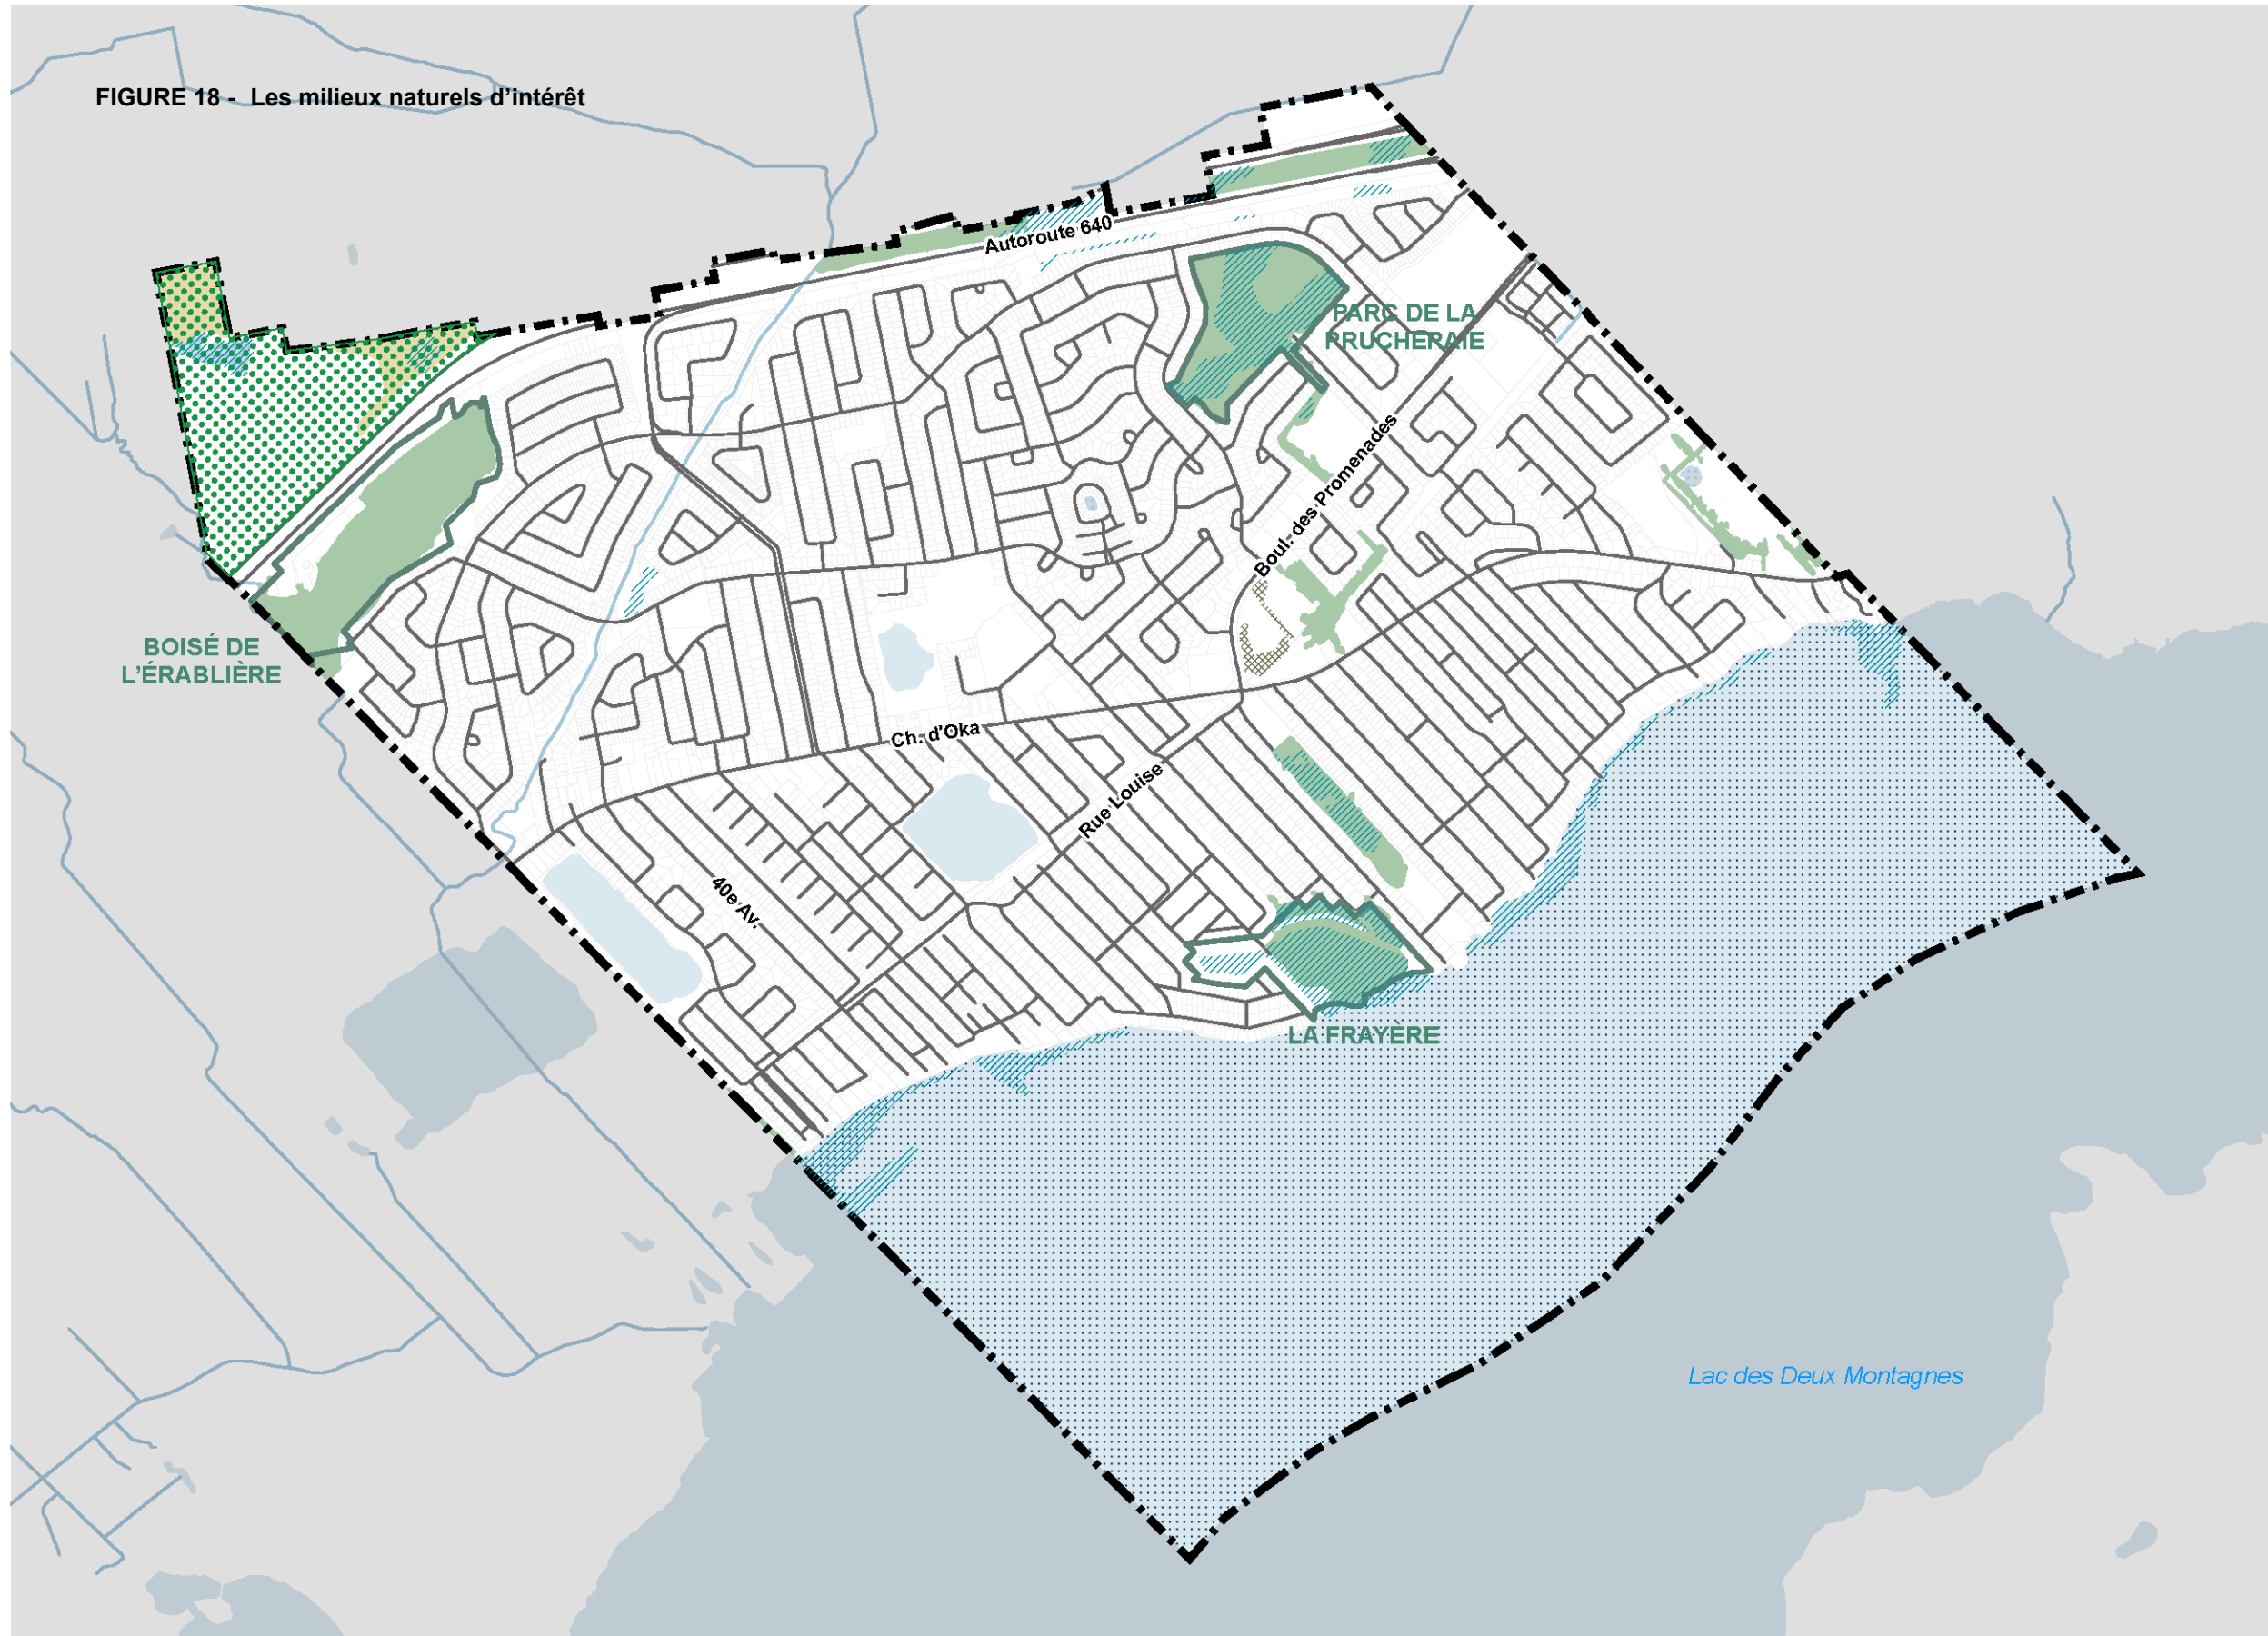 FIGURE 18 - Les milieux naturels d'intérêt
Autoroute 640
PARC DE LA
PRUCHERAIE
Boul. des Promenades
BOISÉ DE
L'ÉRABLIÈRE
Ch. d'Oka
Rue Louise
40e Av.
LA FRAYÈRE
Lac des Deux Montagnes